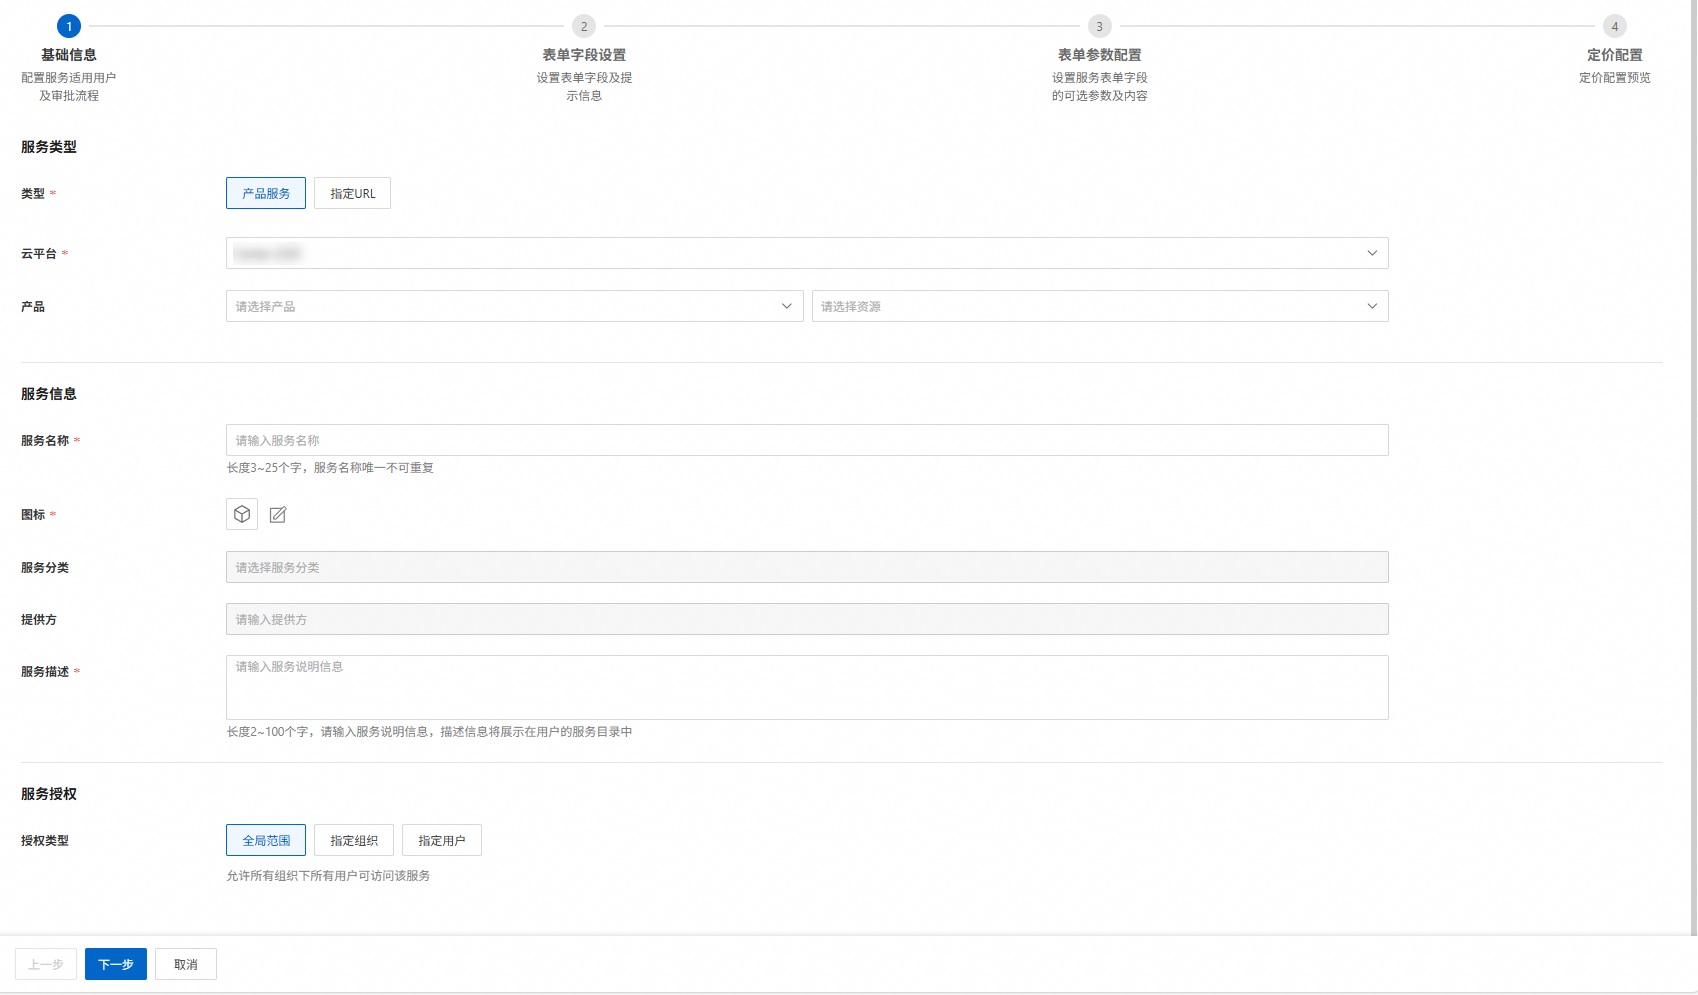 1
基础信息
配置服务适用用户
及审批流程
2
表单字段设置
设置表单字段及提
示信息
3
表单参数配置
设置服务表单字段
的可选参数及内容
4
定价配置
定价配置预览
服务类型
类型 *
产品服务
指定URL
云平台 *
产品
请选择产品
请选择资源
服务信息
服务名称 *
请输入服务名称
长度3~25个字，服务名称唯一不可重复
图标 *
服务分类
请选择服务分类
提供方
请输入提供方
服务描述 *
请输入服务说明信息
长度2~100个字，请输入服务说明信息，描述信息将展示在用户的服务目录中
服务授权
授权类型
全局范围
指定组织
指定用户
允许所有组织下所有用户可访问该服务
上一步
下一步
取消